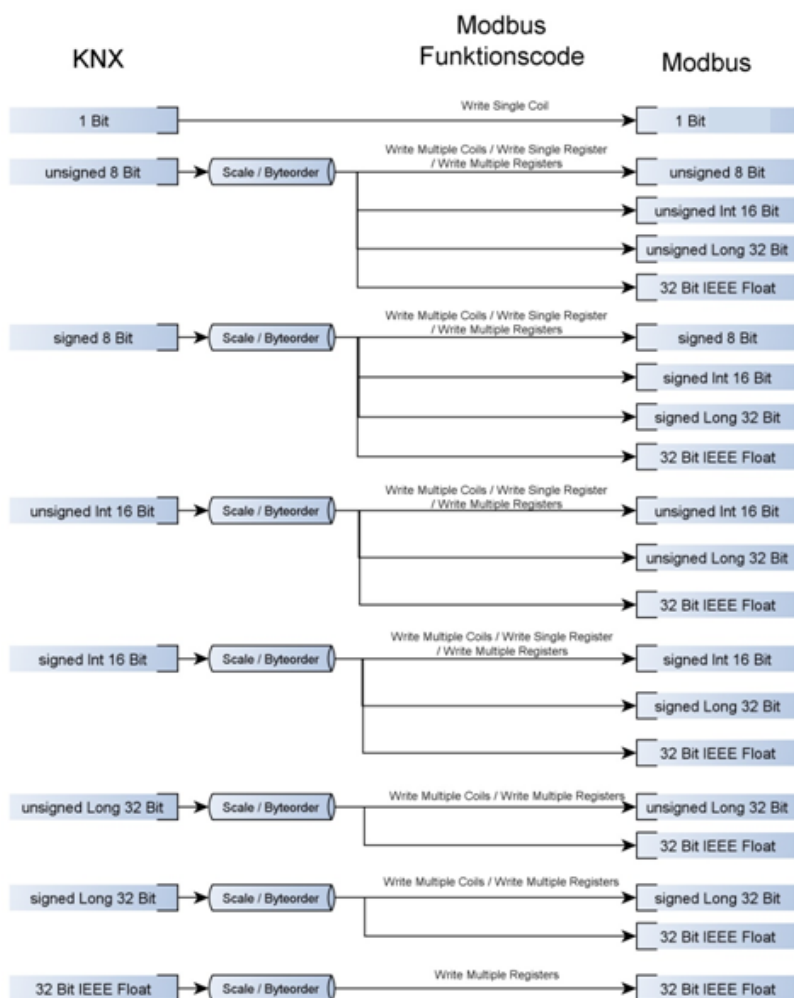 KNX
Modbus
Funktionscode
Modbus
1 Bit
Write Single Coil
1 Bit
unsigned 8 Bit
Scale / Byteorder
Write Multiple Coils / Write Single Register
/ Write Multiple Registers
unsigned 8 Bit
unsigned Int 16 Bit
unsigned Long 32 Bit
32 Bit IEEE Float
signed 8 Bit
Scale / Byteorder
Write Multiple Coils / Write Single Register
/ Write Multiple Registers
signed 8 Bit
signed Int 16 Bit
signed Long 32 Bit
32 Bit IEEE Float
unsigned Int 16 Bit
Scale / Byteorder
Write Multiple Coils / Write Single Register
/ Write Multiple Registers
unsigned Int 16 Bit
unsigned Long 32 Bit
32 Bit IEEE Float
signed Int 16 Bit
Scale / Byteorder
Write Multiple Coils / Write Single Register
/ Write Multiple Registers
signed Int 16 Bit
signed Long 32 Bit
32 Bit IEEE Float
unsigned Long 32 Bit
Scale / Byteorder
Write Multiple Coils / Write Multiple Registers
unsigned Long 32 Bit
32 Bit IEEE Float
signed Long 32 Bit
Scale / Byteorder
Write Multiple Coils / Write Multiple Registers
signed Long 32 Bit
32 Bit IEEE Float
32 Bit IEEE Float
Scale / Byteorder
Write Multiple Registers
32 Bit IEEE Float